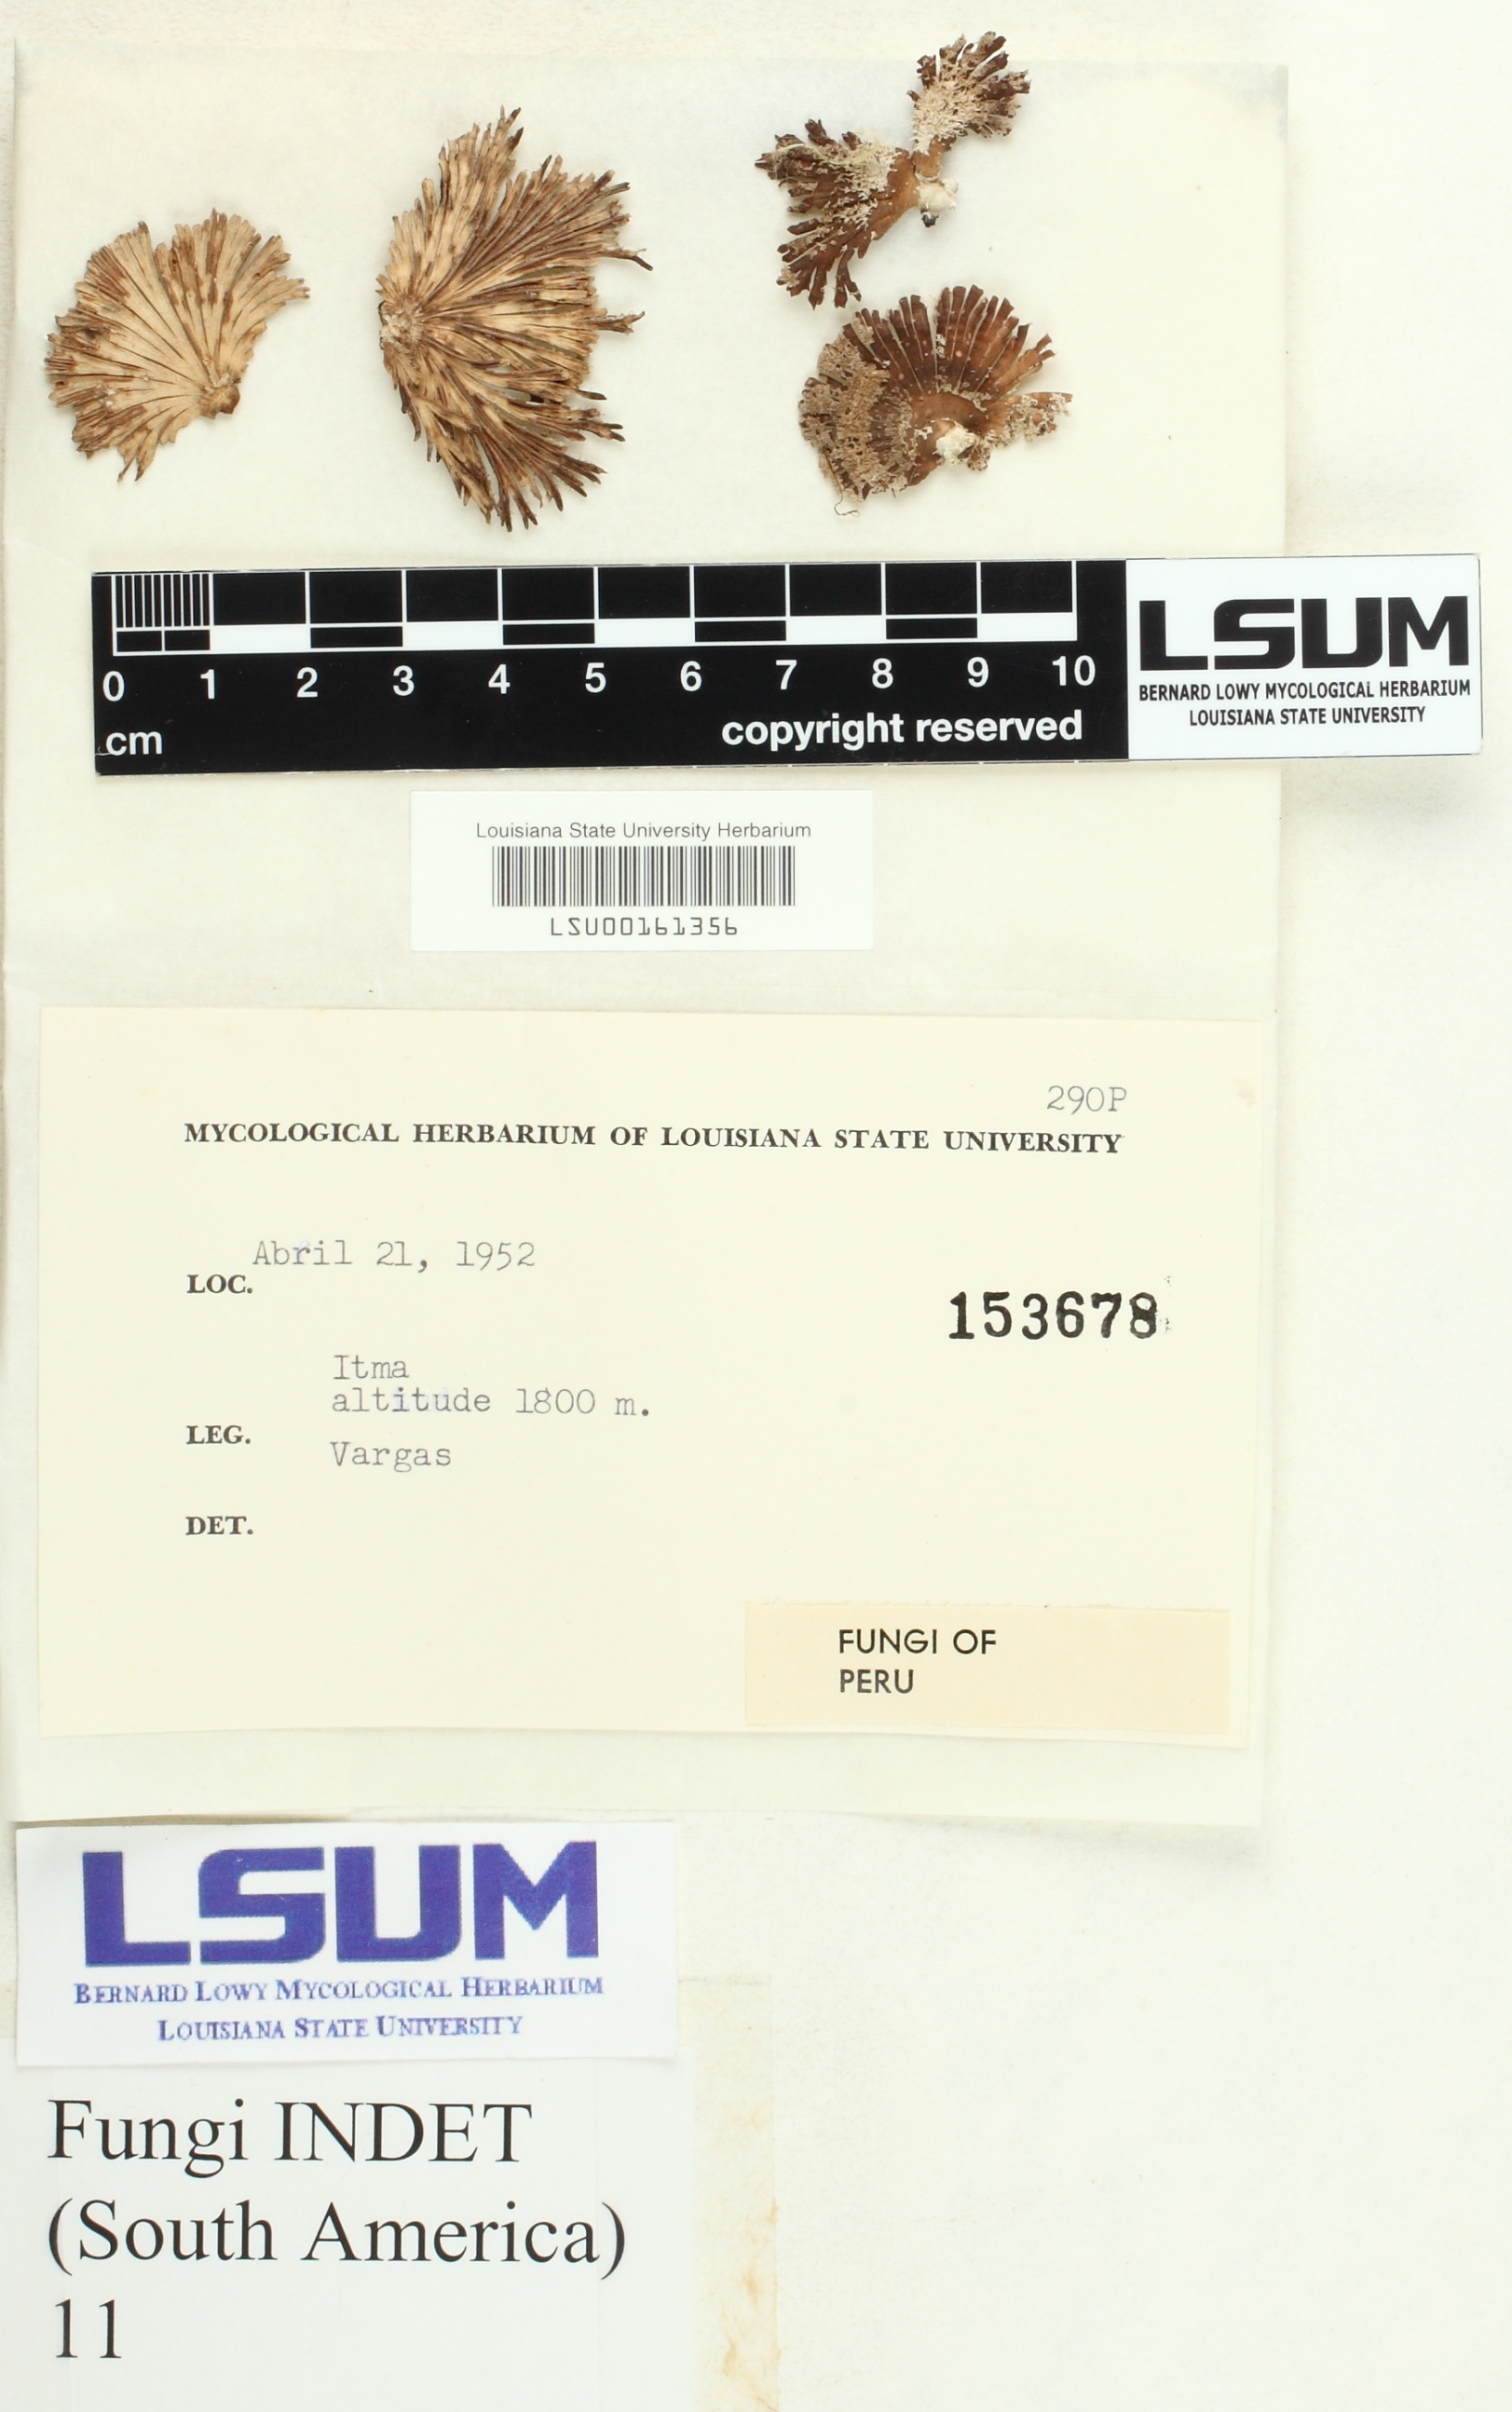 0 1 2 3 4 5 6 7 8 9 10
cm
copyright reserved
LSUM
BERNARD LOWY MYCOLOGICAL HERBARIUM
LOUISIANA STATE UNIVERSITY
Louisiana State University Herbarium
LSU00161356
290P
MYCOLOGICAL HERBARIUM OF LOUISIANA STATE UNIVERSITY
Abril 21, 1952
LOC.
153678
Itma
altitude 1800 m.
LEG.
Vargas
DET.
FUNGI OF
PERU
LSUM
BERNARD LOWY MYCOLOGICAL HERBARIUM
LOUISIANA STATE UNIVERSITY
Fungi INDET
(South America)
11